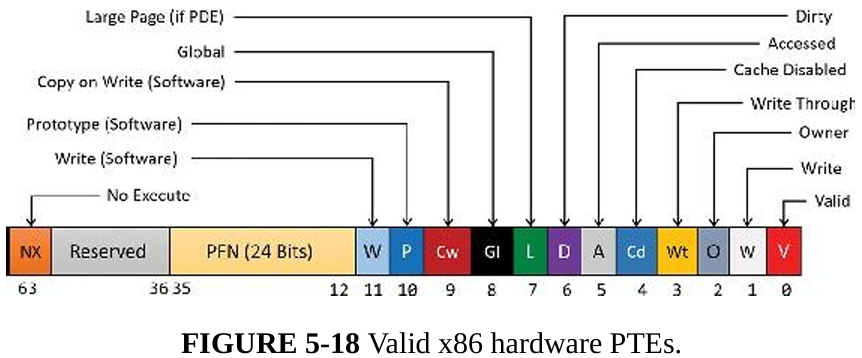 Large Page (if PDE)
Dirty
Global
Accessed
Copy on Write (Software)
Cache Disabled
Write Through
Prototype (Software)
Owner
Write (Software)
Write
No Execute
Valid
NX Reserved PFN (24 Bits) W P Cw Gl L D A Cd Wt O W V
63 36 35 12 11 10 9 8 7 6 5 4 3 2 1 0
FIGURE 5-18 Valid x86 hardware PTEs.